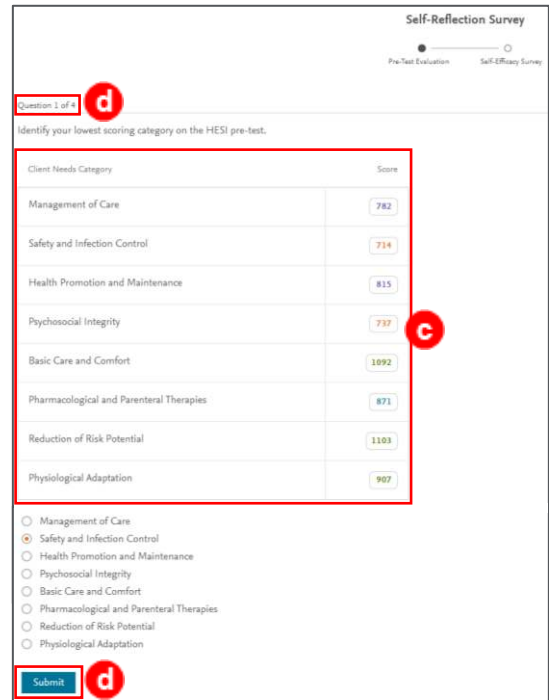 Self-Reflection Survey
Pre-Test Evaluation Self-Efficacy Survey
Question 1 of 4 d
Identify your lowest scoring category on the HESI pre-test.
Client Needs Category Score
Management of Care 782
Safety and Infection Control 714
Health Promotion and Maintenance 815
Psychosocial Integrity 737
c
Basic Care and Comfort 1092
Pharmacological and Parenteral Therapies 871
Reduction of Risk Potential 1103
Physiological Adaptation 907
Management of Care
Safety and Infection Control
Health Promotion and Maintenance
Psychosocial Integrity
Basic Care and Comfort
Pharmacological and Parenteral Therapies
Reduction of Risk Potential
Physiological Adaptation
Submit d